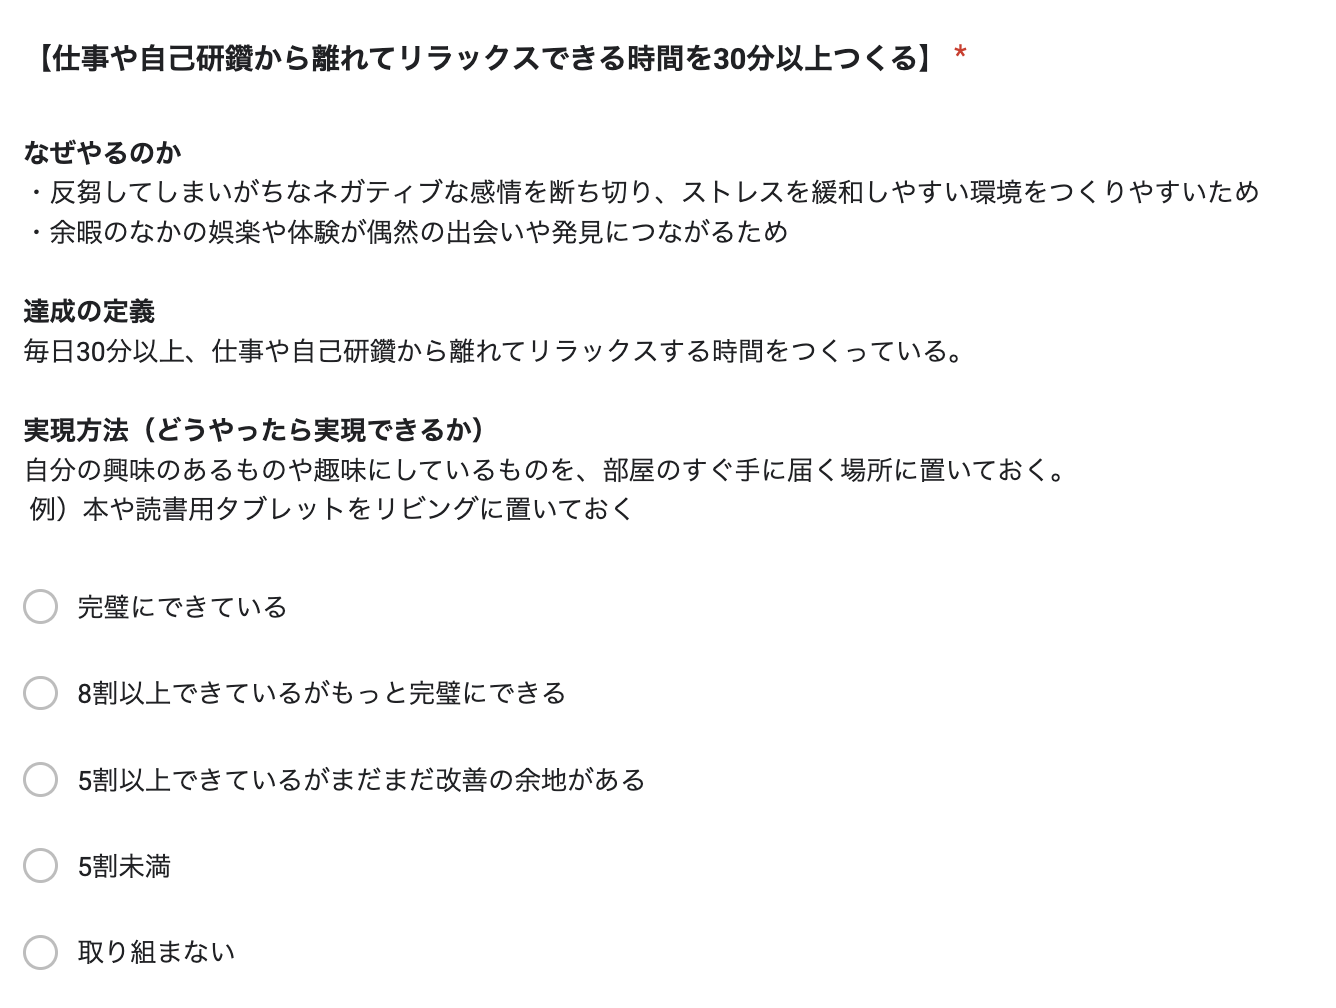 【仕事や自己研鑽から離れてリラックスできる時間を30分以上つくる】 *
なぜやるのか
・反芻してしまいがちなネガティブな感情を断ち切り、ストレスを緩和しやすい環境をつくりやすいため
・余暇のなかの娯楽や体験が偶然の出会いや発見につながるため
達成の定義
毎日30分以上、仕事や自己研鑽から離れてリラックスする時間をつくっている。
実現方法（どうやったら実現できるか）
自分の興味のあるものや趣味にしているものを、部屋のすぐ手に届く場所に置いておく。
例）本や読書用タブレットをリビングに置いておく
完璧にできている
8割以上できているがもっと完璧にできる
5割以上できているがまだまだ改善の余地がある
5割未満
取り組まない